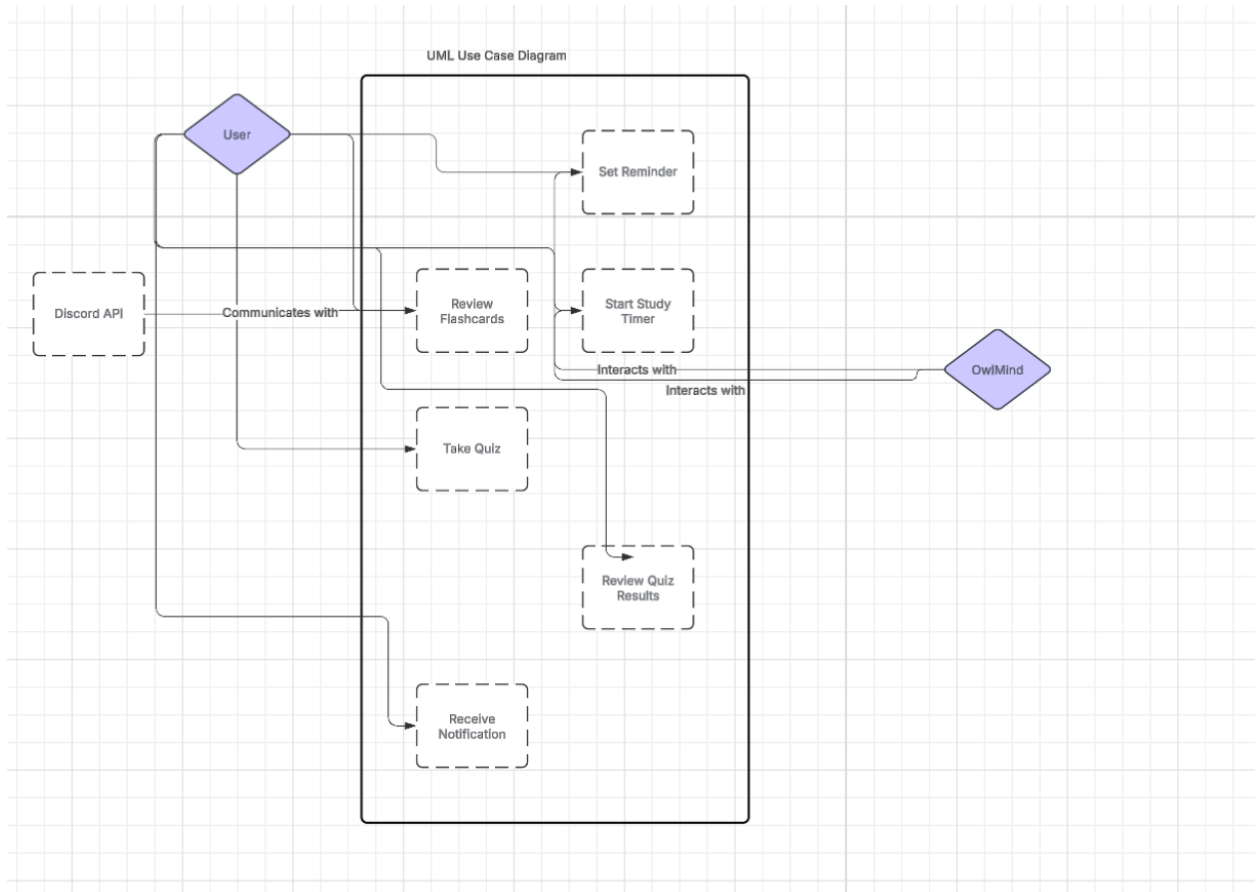 UML Use Case Diagram
User
Set Reminder
Discord API
Communicates with
Review
Flashcards
Start Study
Timer
Interacts with
OwlMind
Interacts with
Take Quiz
Review Quiz
Results
Receive
Notification